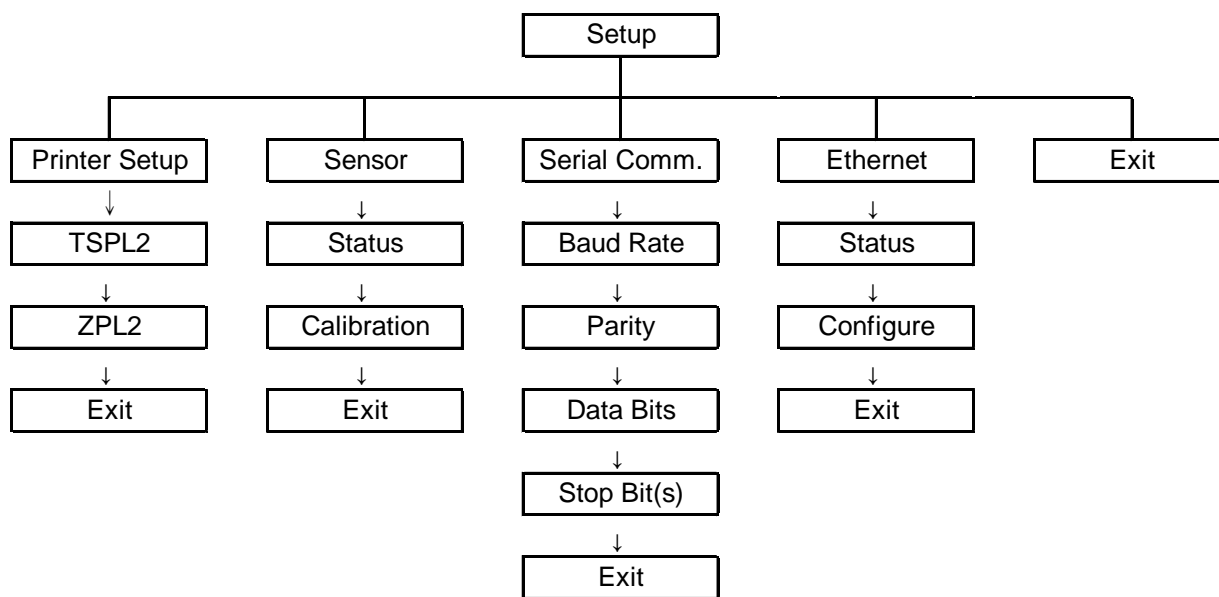 Setup
Printer Setup Sensor Serial Comm. Ethernet Exit
TSPL2 Status Baud Rate Status
ZPL2 Calibration Parity Configure
Exit Exit Data Bits Exit
Stop Bit(s)
Exit